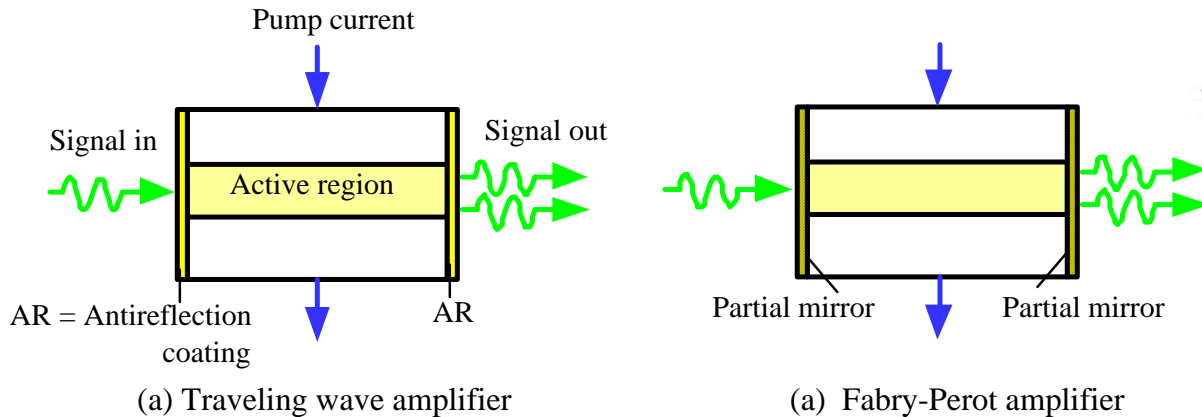 Pump current
Signal in
Signal out
Active region
AR = Antireflection
coating
AR
(a) Traveling wave amplifier
Partial mirror
Partial mirror
(a) Fabry-Perot amplifier